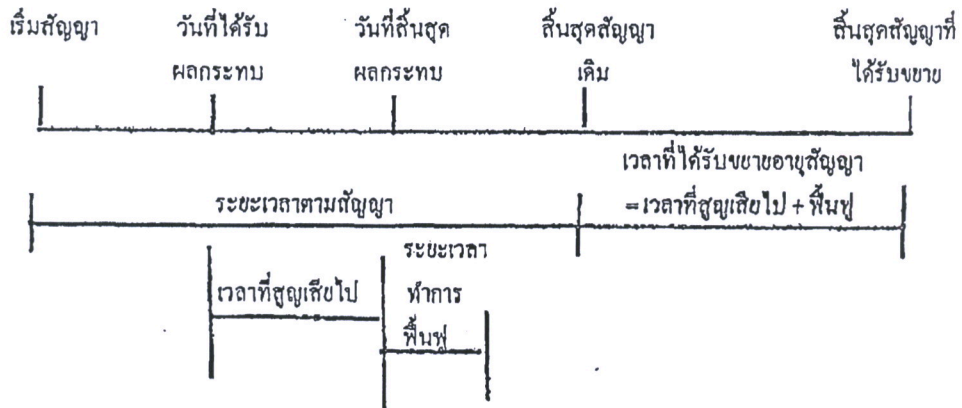 เริ่มสัญญา วันที่ได้รับ วันที่สิ้นสุด สิ้นสุดสัญญา สิ้นสุดสัญญาที่
ผลกระทบ ผลกระทบ เดิม ได้รับขยาย
เวลาที่ได้รับขยายอายุสัญญา
ระยะเวลาตามสัญญา =เวลาที่สูญเสียไป + ฟื้นฟู
ระยะเวลา
เวลาที่สูญเสียไป ทำการ
ฟื้นฟู